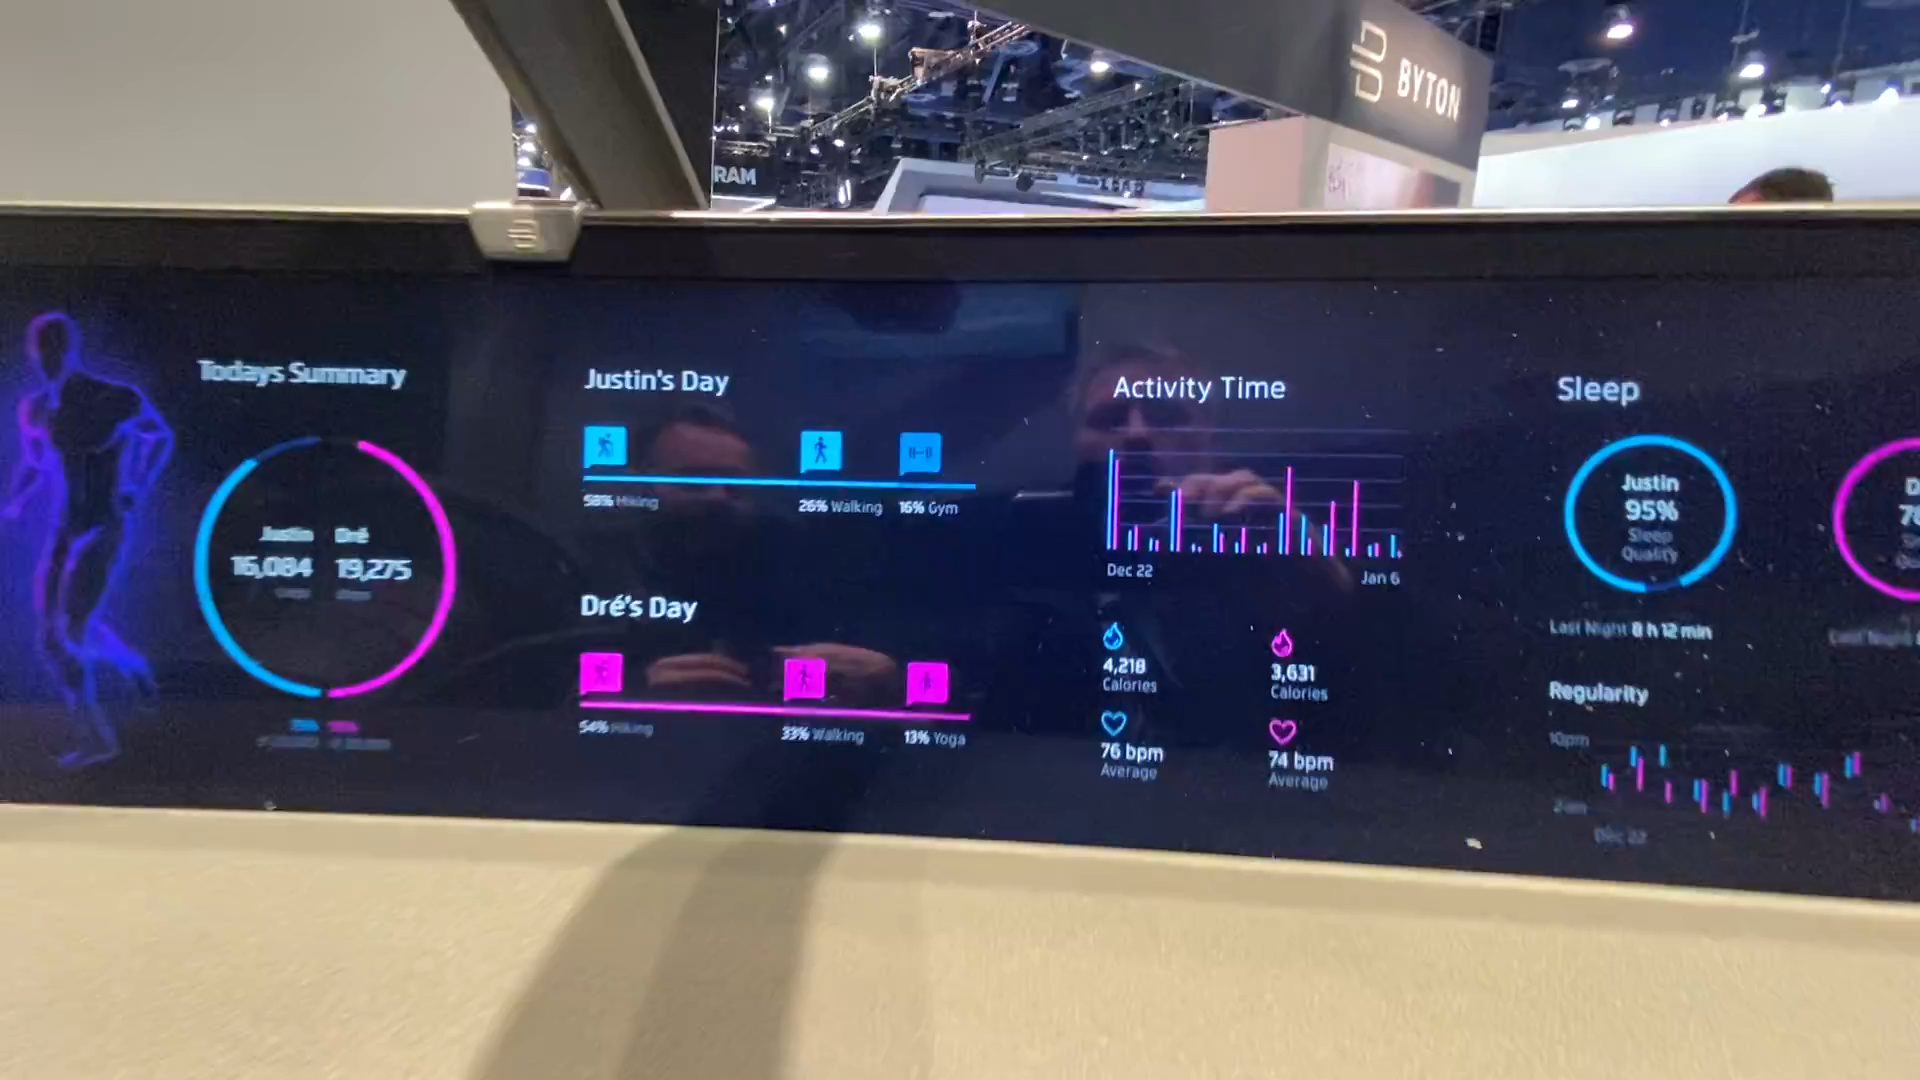 BYTON
RAM
Todays Summary
Justin Dré
16,084 19,275
Justin's Day
58% Hiking 26% Walking 16% Gym
Dré's Day
54% Hiking 33% Walking 13% Yoga
Activity Time
Dec 22 Jan 6
4,218 3,631
Calories Calories
76 bpm 74 bpm
Average Average
Sleep
Justin
95%
Sleep
Quality
Last Night 8 h 12 min
Regularity
10pm
2am
Dec 22